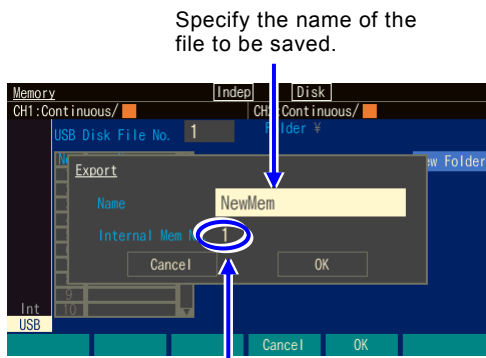 Specify the name of the
file to be saved.
Memory Indep Disk
CH1:Continuous/ CH2:Continuous/
USB Disk File No. 1 Folder ¥
New Folder
Export
Name NewMem
Internal Mem 1
Cancel OK
9
Int 10
USB
Cancel OK